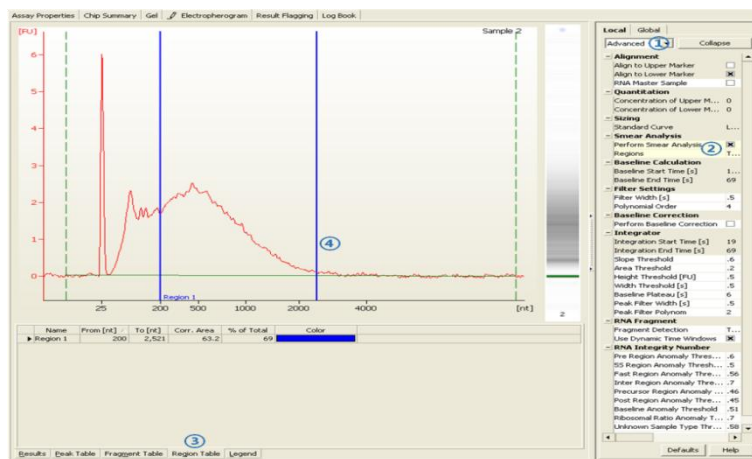 Assay Properties Chip Summary Gel Electropherogram Result Flagging Log Book
[FU] Sample 2
6
5
4
3
2
1
0
4
Region 1
25 200 500 1000 2000 4000 [nt]
2
Name From [nt] To [nt] Corr. Area % of Total Color
Region 1 200 2,521 63.2 69
3
Results Peak Table Fragment Table Region Table Legend
Local Global
Advanced 1 Collapse
Alignment
Align to Upper Marker
Align to Lower Marker
RNA Master Sample
Quantitation
Concentration of Upper M... 0
Concentration of Lower M... 0
Sizing
Standard Curve L...
Smear Analysis
Perform Smear Analysis
Regions 2 T...
Baseline Calculation
Baseline Start Time [s] 1...
Baseline End Time [s] 69
Filter Settings
Filter Width [s] .5
Polynomial Order 4
Baseline Correction
Perform Baseline Correction
Integrator
Integration Start Time [s] 19
Integration End Time [s] 69
Slope Threshold .6
Area Threshold .2
Height Threshold [FU] .5
Width Threshold [s] .5
Baseline Plateau [s] 6
Peak Filter Width [s] .5
Peak Filter Polynom 2
RNA Fragment
Fragment Detection T...
Use Dynamic Time Windows
RNA Integrity Number
Pre Region Anomaly Thres... .6
5S Region Anomaly Thresh... .5
Fast Region Anomaly Thre... .56
Inter Region Anomaly Thre... .7
Precursor Region Anomaly ... .46
Post Region Anomaly Thre... .45
Baseline Anomaly Threshold .51
Ribosomal Ratio Anomaly T... .7
Unknown Sample Type Thr... .58
Defaults Help